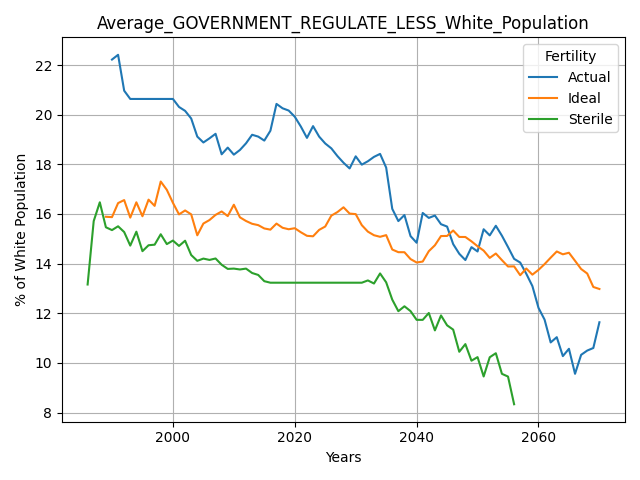 Average_GOVERNMENT_REGULATE_LESS_White_Population
Fertility
Actual
Ideal
Sterile
% of White Population
22
20
18
16
14
12
10
8
2000
2020
2040
2060
Years